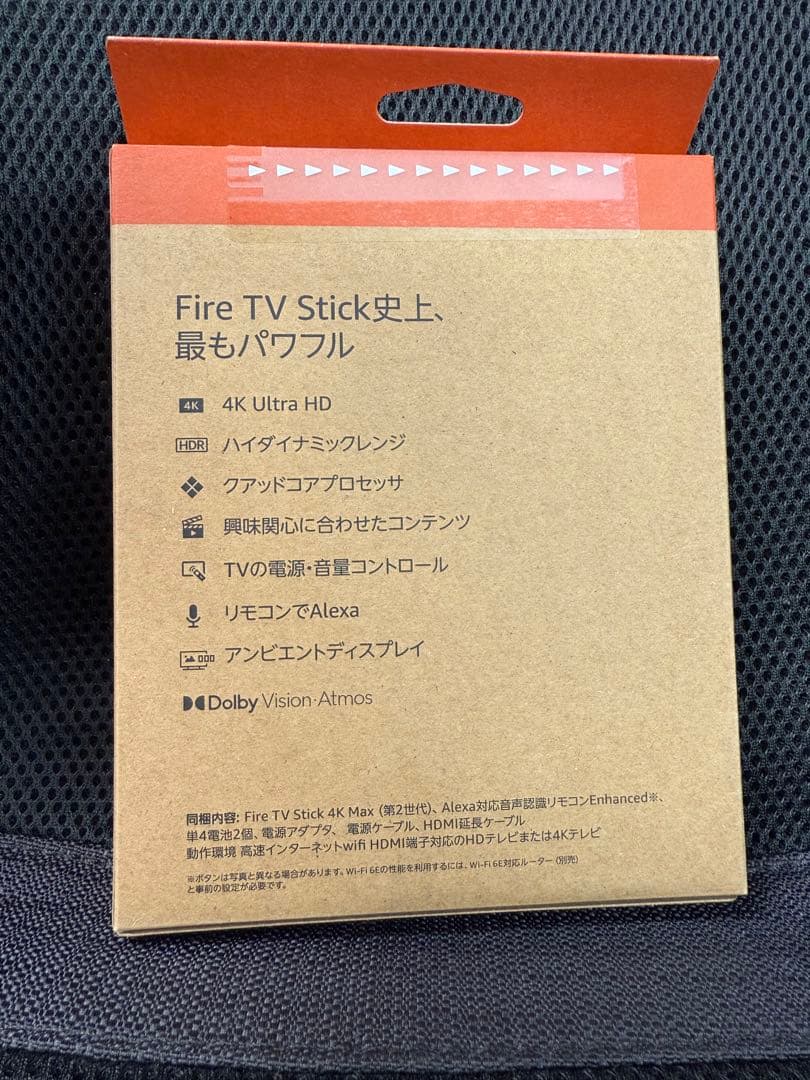 Fire TV Stick史上、
最もパワフル
4K 4K Ultra HD
HDR ハイダイナミックレンジ
クアッドコアプロセッサ
興味関心に合わせたコンテンツ
TVの電源・音量コントロール
リモコンでAlexa
アンビエントディスプレイ
Dolby Vision·Atmos
同梱内容: Fire TV Stick 4K Max（第2世代）、Alexa対応音声認識リモコンEnhanced※、
単4電池2個、電源アダプタ、 電源ケーブル、HDMI延長ケーブル
動作環境 高速インターネットwifi HDMI端子対応のHDテレビまたは4Kテレビ
※ボタンは写真と異なる場合があります。Wi-Fi 6Eの性能を利用するには、Wi-Fi 6E対応ルーター（別売）
と事前の設定が必要です。